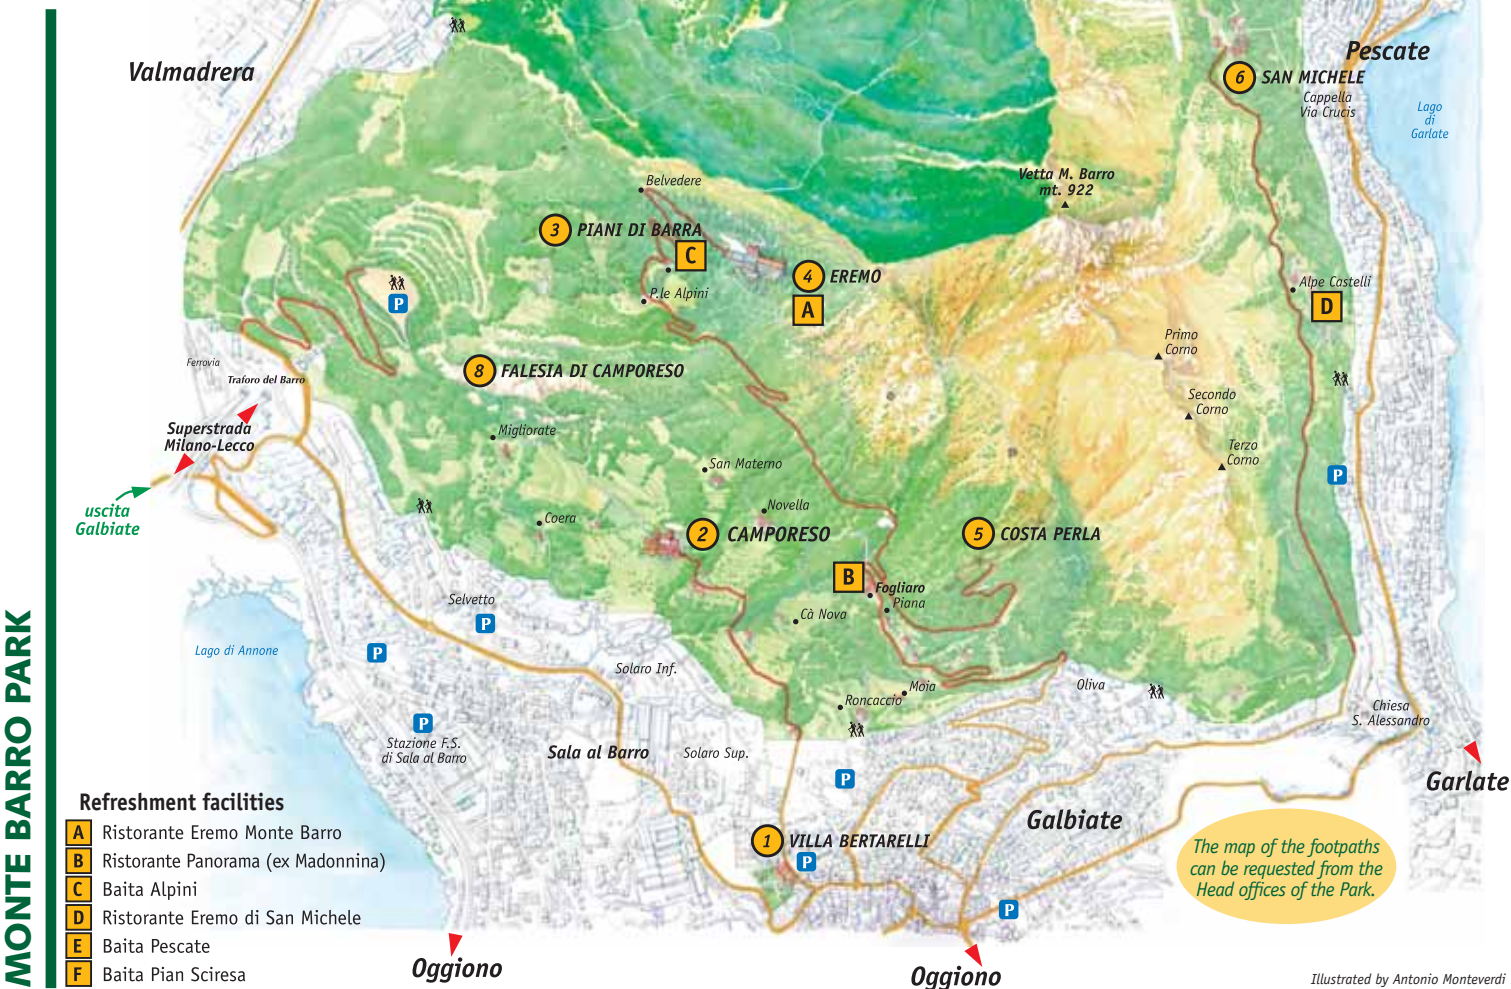 Valmadrera
Pescate
6 SAN MICHELE
Cappella
Via Crucis
Lago
di
Garlate
Vetta M. Barro
mt. 922
Belvedere
3 PIANI DI BARRA
C
4 EREMO
A
P.le Alpini
P
Alpe Castelli
D
Primo
Corno
Secondo
Corno
Terzo
Corno
Ferrovia
Traforo del Barro
8 FALESIA DI CAMPORESO
Superstrada
Milano-Lecco
Migliorate
San Materno
P
uscita
Galbiate
Novella
Coera
2 CAMPORESO
5 COSTA PERLA
B
Fogliaro
Piana
Cà Nova
Selvetto
P
P
Lago di Annone
Solaro Inf.
Moia
Roncaccio
Oliva
Chiesa
S. Alessandro
P
Stazione F.S.
di Sala al Barro
Sala al Barro
Solaro Sup.
P
Garlate
Galbiate
1 VILLA BERTARELLI
P
P
The map of the footpaths
can be requested from the
Head offices of the Park.
MONTE BARRO PARK
Refreshment facilities
A Ristorante Eremo Monte Barro
B Ristorante Panorama (ex Madonnina)
C Baita Alpini
D Ristorante Eremo di San Michele
E Baita Pescate
F Baita Pian Sciresa
Oggiono
Oggiono
Illustrated by Antonio Monteverdi